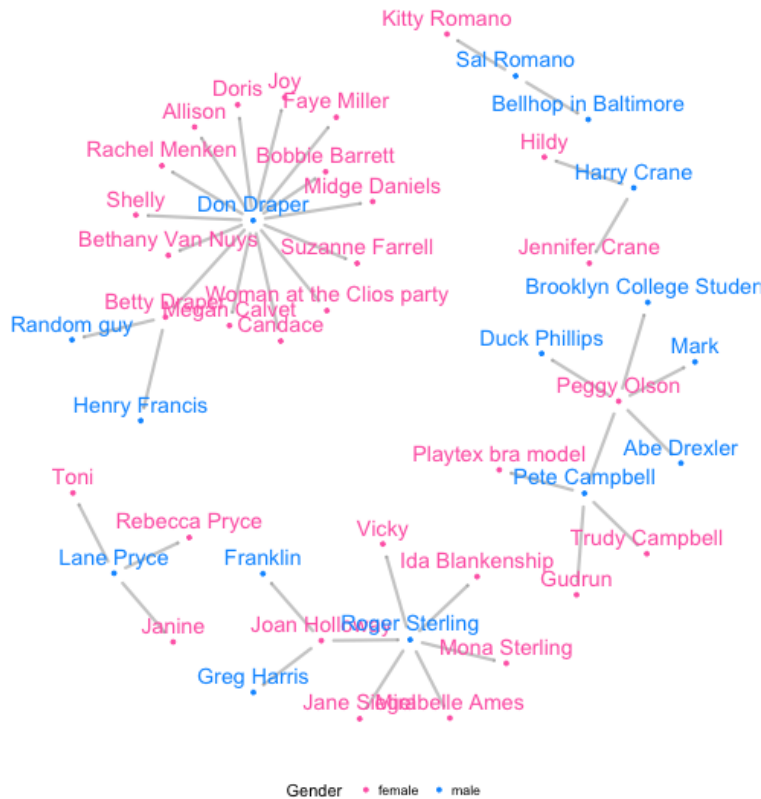 Kitty Romano
Sal Romano
Bellhop in Baltimore
Joy
Doris
Faye Miller
Allison
Rachel Menken
Bobbie Barrett
Hildy
Harry Crane
Midge Daniels
Shelly
Don Draper
Bethany Van Nuys
Suzanne Farrell
Jennifer Crane
Brooklyn College Studen
Betty Draper
Woman at the Clios party
Megan Calvet
Candace
Random guy
Duck Phillips
Mark
Peggy Olson
Henry Francis
Abe Drexler
Playtex bra model
Pete Campbell
Toni
Rebecca Pryce
Vicky
Trudy Campbell
Lane Pryce
Franklin
Ida Blankenship
Gudrun
Janine
Joan Holloway
Roger Sterling
Mona Sterling
Greg Harris
Jane Siegel
Mirabelle Ames
Gender female male